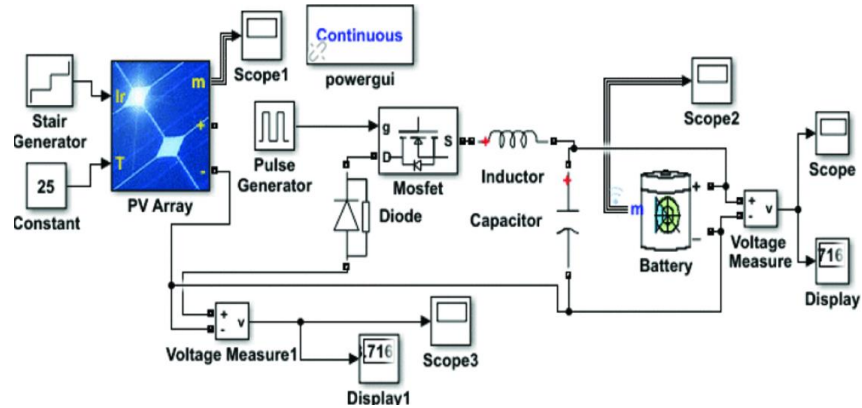 Continuous
powergui
Scope1
Ir
m
+
T
-
Stair
Generator
25
Constant
PV Array
Pulse
Generator
g
D
S
Mosfet
+
Inductor
Diode
+
Capacitor
Scope2
m
+
−
Battery
Scope
+
-
v
Voltage
Measure
716
Display
+
-
v
Voltage Measure1
Scope3
.716
Display1